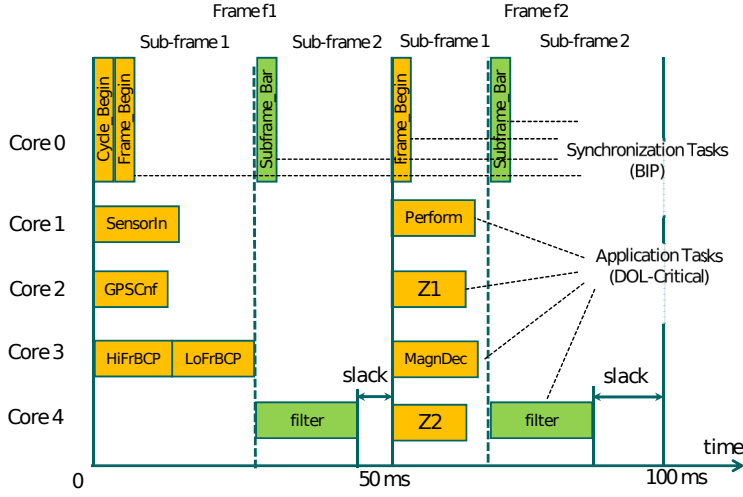 Frame f1
Frame f2
Sub-frame 1
Sub-frame 2
Sub-frame 1
Sub-frame 2
Core 0
Cycle_Begin
Frame_Begin
Subframe_Bar
Frame_Begin
Subframe_Bar
Synchronization Tasks
(BIP)
Core 1
SensorIn
Perform
Application Tasks
(DOL-Critical)
Core 2
GPSCnf
Z1
Core 3
HiFrBCP
LoFrBCP
MagnDec
slack
slack
Core 4
filter
Z2
filter
time
0
50 ms
100 ms